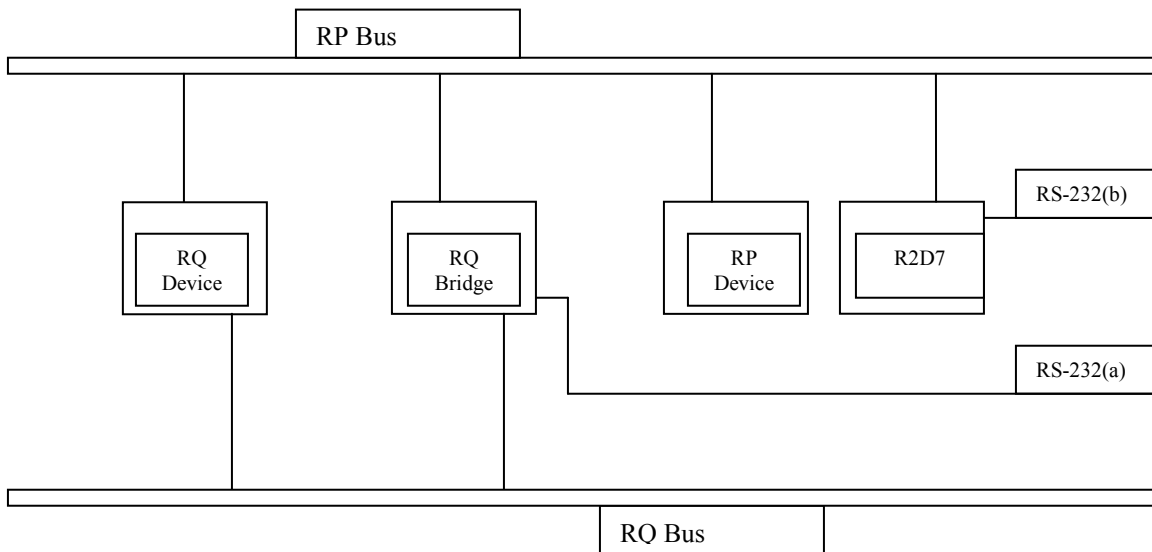 RP Bus
RS-232(b)
RQ
Device
RQ
Bridge
RP
Device
R2D7
RS-232(a)
RQ Bus